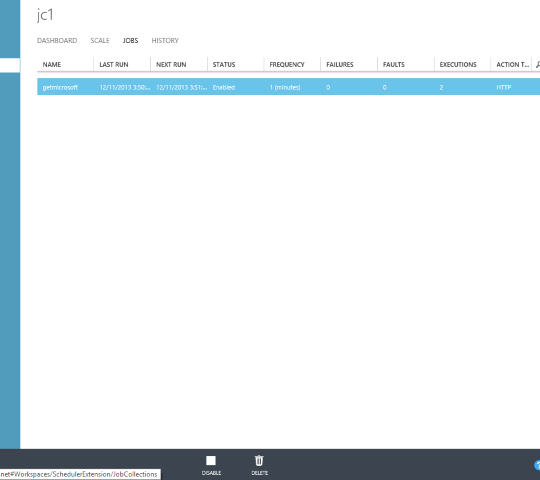 jc1
DASHBOARD SCALE JOBS HISTORY
NAME LAST RUN NEXT RUN STATUS FREQUENCY FAILURES FAULTS EXECUTIONS ACTION T...
getmicrosoft 12/11/2013 3:50:... 12/11/2013 3:51:... Enabled 1 (minutes) 0 0 2 HTTP
DISABLE DELETE
net#Workspaces/SchedulerExtension/JobCollections